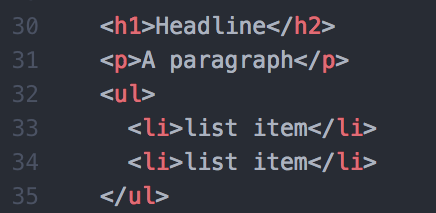 30 <h1>Headline</h2>
31 <p>A paragraph</p>
32 <ul>
33 <li>list item</li>
34 <li>list item</li>
35 </ul>